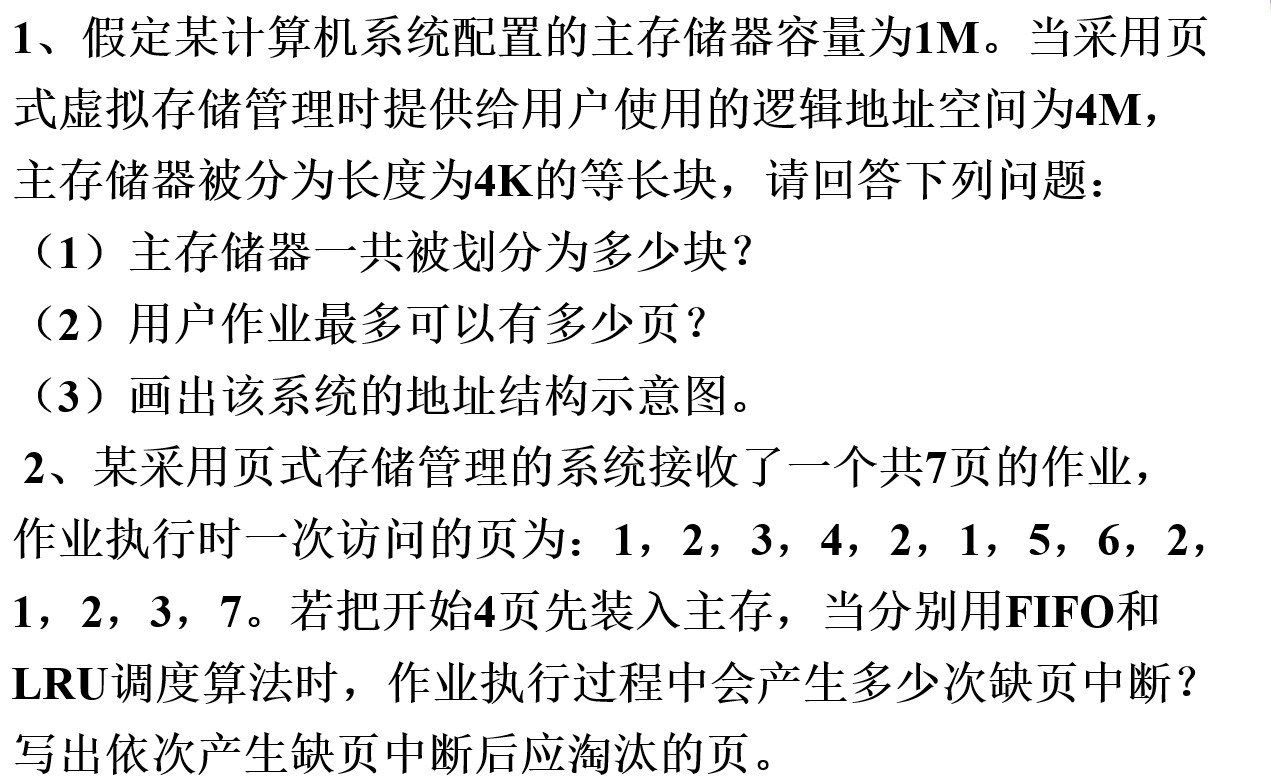 1、假定某计算机系统配置的主存储器容量为1M。当采用页
式虚拟存储管理时提供给用户使用的逻辑地址空间为4M，
主存储器被分为长度为4K的等长块，请回答下列问题：
（1）主存储器一共被划分为多少块？
（2）用户作业最多可以有多少页？
（3）画出该系统的地址结构示意图。
2、某采用页式存储管理的系统接收了一个共7页的作业，
作业执行时一次访问的页为：1，2，3，4，2，1，5，6，2，
1，2，3，7。若把开始4页先装入主存，当分别用FIFO和
LRU调度算法时，作业执行过程中会产生多少次缺页中断？
写出依次产生缺页中断后应淘汰的页。